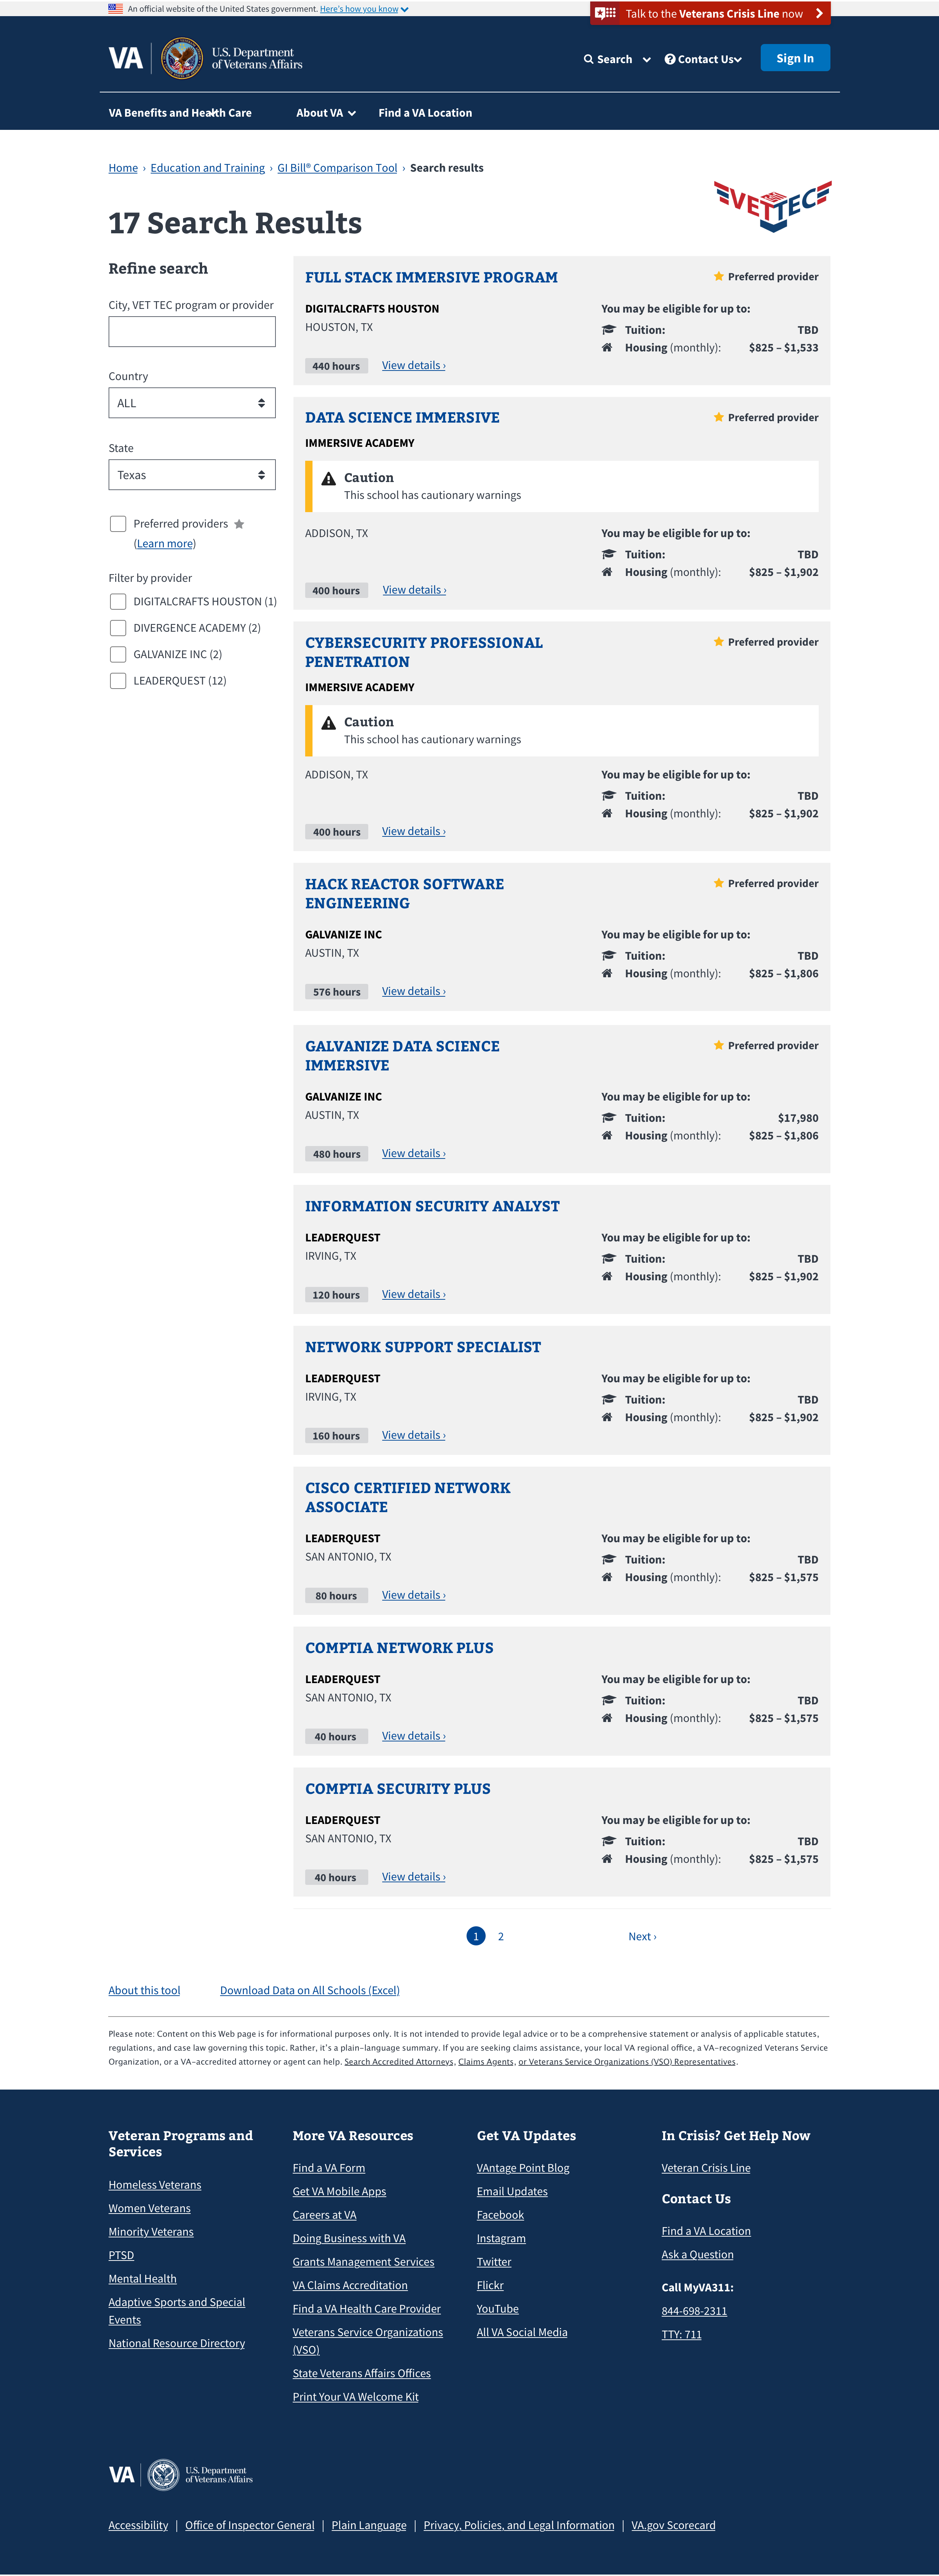 An official website of the United States government. Here's how you know
Talk to the Veterans Crisis Line now
VA
U.S. Department
of Veterans Affairs
Search
Contact Us
Sign In
VA Benefits and Health Care
About VA
Find a VA Location
Home › Education and Training › GI Bill® Comparison Tool › Search results
VET TEC
17 Search Results
Refine search
City, VET TEC program or provider
Country
ALL
State
Texas
Preferred providers
(Learn more)
Filter by provider
DIGITALCRAFTS HOUSTON (1)
DIVERGENCE ACADEMY (2)
GALVANIZE INC (2)
LEADERQUEST (12)
FULL STACK IMMERSIVE PROGRAM
Preferred provider
DIGITALCRAFTS HOUSTON
HOUSTON, TX
You may be eligible for up to:
Tuition: TBD
Housing (monthly): $825 – $1,533
440 hours
View details ›
DATA SCIENCE IMMERSIVE
Preferred provider
IMMERSIVE ACADEMY
Caution
This school has cautionary warnings
ADDISON, TX
You may be eligible for up to:
Tuition: TBD
Housing (monthly): $825 – $1,902
400 hours
View details ›
CYBERSECURITY PROFESSIONAL
PENETRATION
Preferred provider
IMMERSIVE ACADEMY
Caution
This school has cautionary warnings
ADDISON, TX
You may be eligible for up to:
Tuition: TBD
Housing (monthly): $825 – $1,902
400 hours
View details ›
HACK REACTOR SOFTWARE
ENGINEERING
Preferred provider
GALVANIZE INC
AUSTIN, TX
You may be eligible for up to:
Tuition: TBD
Housing (monthly): $825 – $1,806
576 hours
View details ›
GALVANIZE DATA SCIENCE
IMMERSIVE
Preferred provider
GALVANIZE INC
AUSTIN, TX
You may be eligible for up to:
Tuition: $17,980
Housing (monthly): $825 – $1,806
480 hours
View details ›
INFORMATION SECURITY ANALYST
LEADERQUEST
IRVING, TX
You may be eligible for up to:
Tuition: TBD
Housing (monthly): $825 – $1,902
120 hours
View details ›
NETWORK SUPPORT SPECIALIST
LEADERQUEST
IRVING, TX
You may be eligible for up to:
Tuition: TBD
Housing (monthly): $825 – $1,902
160 hours
View details ›
CISCO CERTIFIED NETWORK
ASSOCIATE
LEADERQUEST
SAN ANTONIO, TX
You may be eligible for up to:
Tuition: TBD
Housing (monthly): $825 – $1,575
80 hours
View details ›
COMPTIA NETWORK PLUS
LEADERQUEST
SAN ANTONIO, TX
You may be eligible for up to:
Tuition: TBD
Housing (monthly): $825 – $1,575
40 hours
View details ›
COMPTIA SECURITY PLUS
LEADERQUEST
SAN ANTONIO, TX
You may be eligible for up to:
Tuition: TBD
Housing (monthly): $825 – $1,575
40 hours
View details ›
1 2 Next ›
About this tool
Download Data on All Schools (Excel)
Please note: Content on this Web page is for informational purposes only. It is not intended to provide legal advice or to be a comprehensive statement or analysis of applicable statutes,
regulations, and case law governing this topic. Rather, it's a plain-language summary. If you are seeking claims assistance, your local VA regional office, a VA-recognized Veterans Service
Organization, or a VA-accredited attorney or agent can help. Search Accredited Attorneys, Claims Agents, or Veterans Service Organizations (VSO) Representatives.
Veteran Programs and
Services
Homeless Veterans
Women Veterans
Minority Veterans
PTSD
Mental Health
Adaptive Sports and Special
Events
National Resource Directory
More VA Resources
Find a VA Form
Get VA Mobile Apps
Careers at VA
Doing Business with VA
Grants Management Services
VA Claims Accreditation
Find a VA Health Care Provider
Veterans Service Organizations
(VSO)
State Veterans Affairs Offices
Print Your VA Welcome Kit
Get VA Updates
VAntage Point Blog
Email Updates
Facebook
Instagram
Twitter
Flickr
YouTube
All VA Social Media
In Crisis? Get Help Now
Veteran Crisis Line
Contact Us
Find a VA Location
Ask a Question
Call MyVA311:
844-698-2311
TTY: 711
VA
U.S. Department
of Veterans Affairs
Accessibility | Office of Inspector General | Plain Language | Privacy, Policies, and Legal Information | VA.gov Scorecard